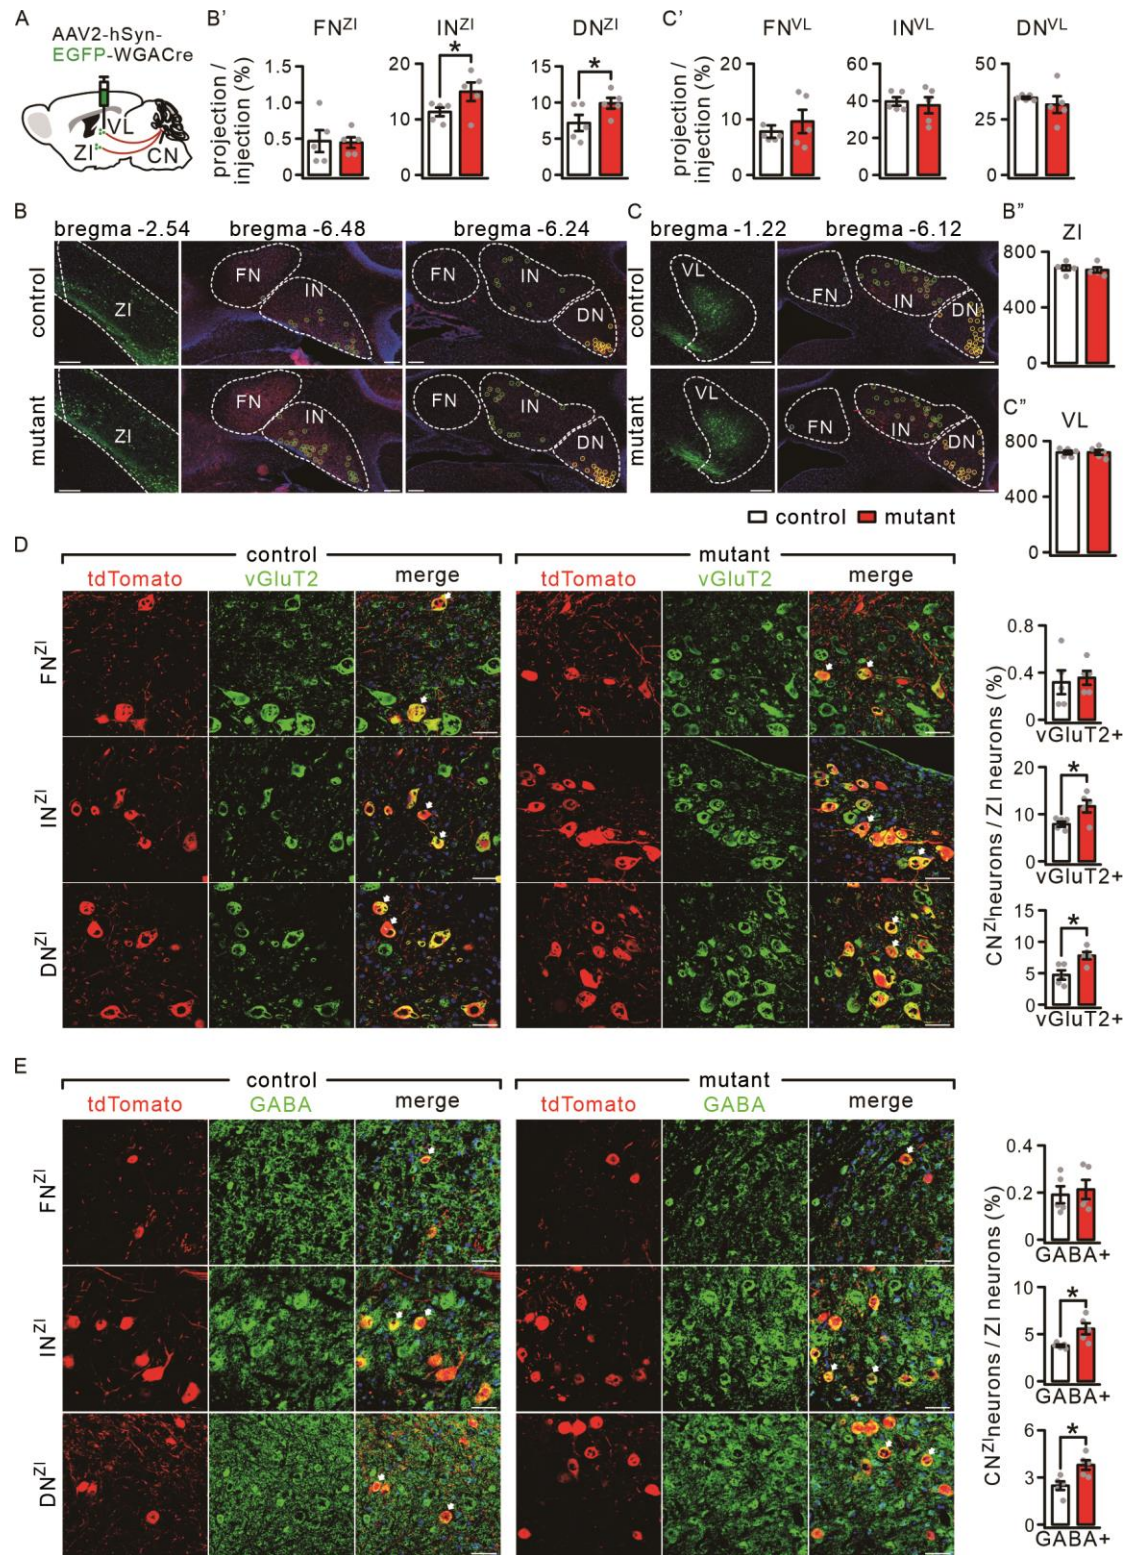 A
AAV2-hSyn-
EGFP-WGACre
VL
ZI
CN
B'
projection /
injection (%)
FN^ZI
1.5
1.0
0.5
0
IN^ZI
*
20
10
0
DN^ZI
*
15
10
5
0
C'
projection /
injection (%)
FN^VL
20
15
10
5
0
IN^VL
60
40
20
0
DN^VL
50
25
0
B
bregma -2.54
bregma -6.48
bregma -6.24
control
ZI
FN
IN
FN
IN
DN
mutant
ZI
FN
IN
FN
IN
DN
C
bregma -1.22
bregma -6.12
control
VL
FN
IN
DN
mutant
VL
FN
IN
DN
B"
ZI
800
400
0
C"
VL
800
400
0
control
mutant
D
control
mutant
tdTomato
vGluT2
merge
tdTomato
vGluT2
merge
FN^ZI
IN^ZI
DN^ZI
CN^ZI neurons / ZI neurons (%)
0.8
0.4
0
vGluT2+
*
20
10
0
vGluT2+
*
15
10
5
0
vGluT2+
E
control
mutant
tdTomato
GABA
merge
tdTomato
GABA
merge
FN^ZI
IN^ZI
DN^ZI
CN^ZI neurons / ZI neurons (%)
0.4
0.2
0
GABA+
*
10
5
0
GABA+
*
6
3
0
GABA+